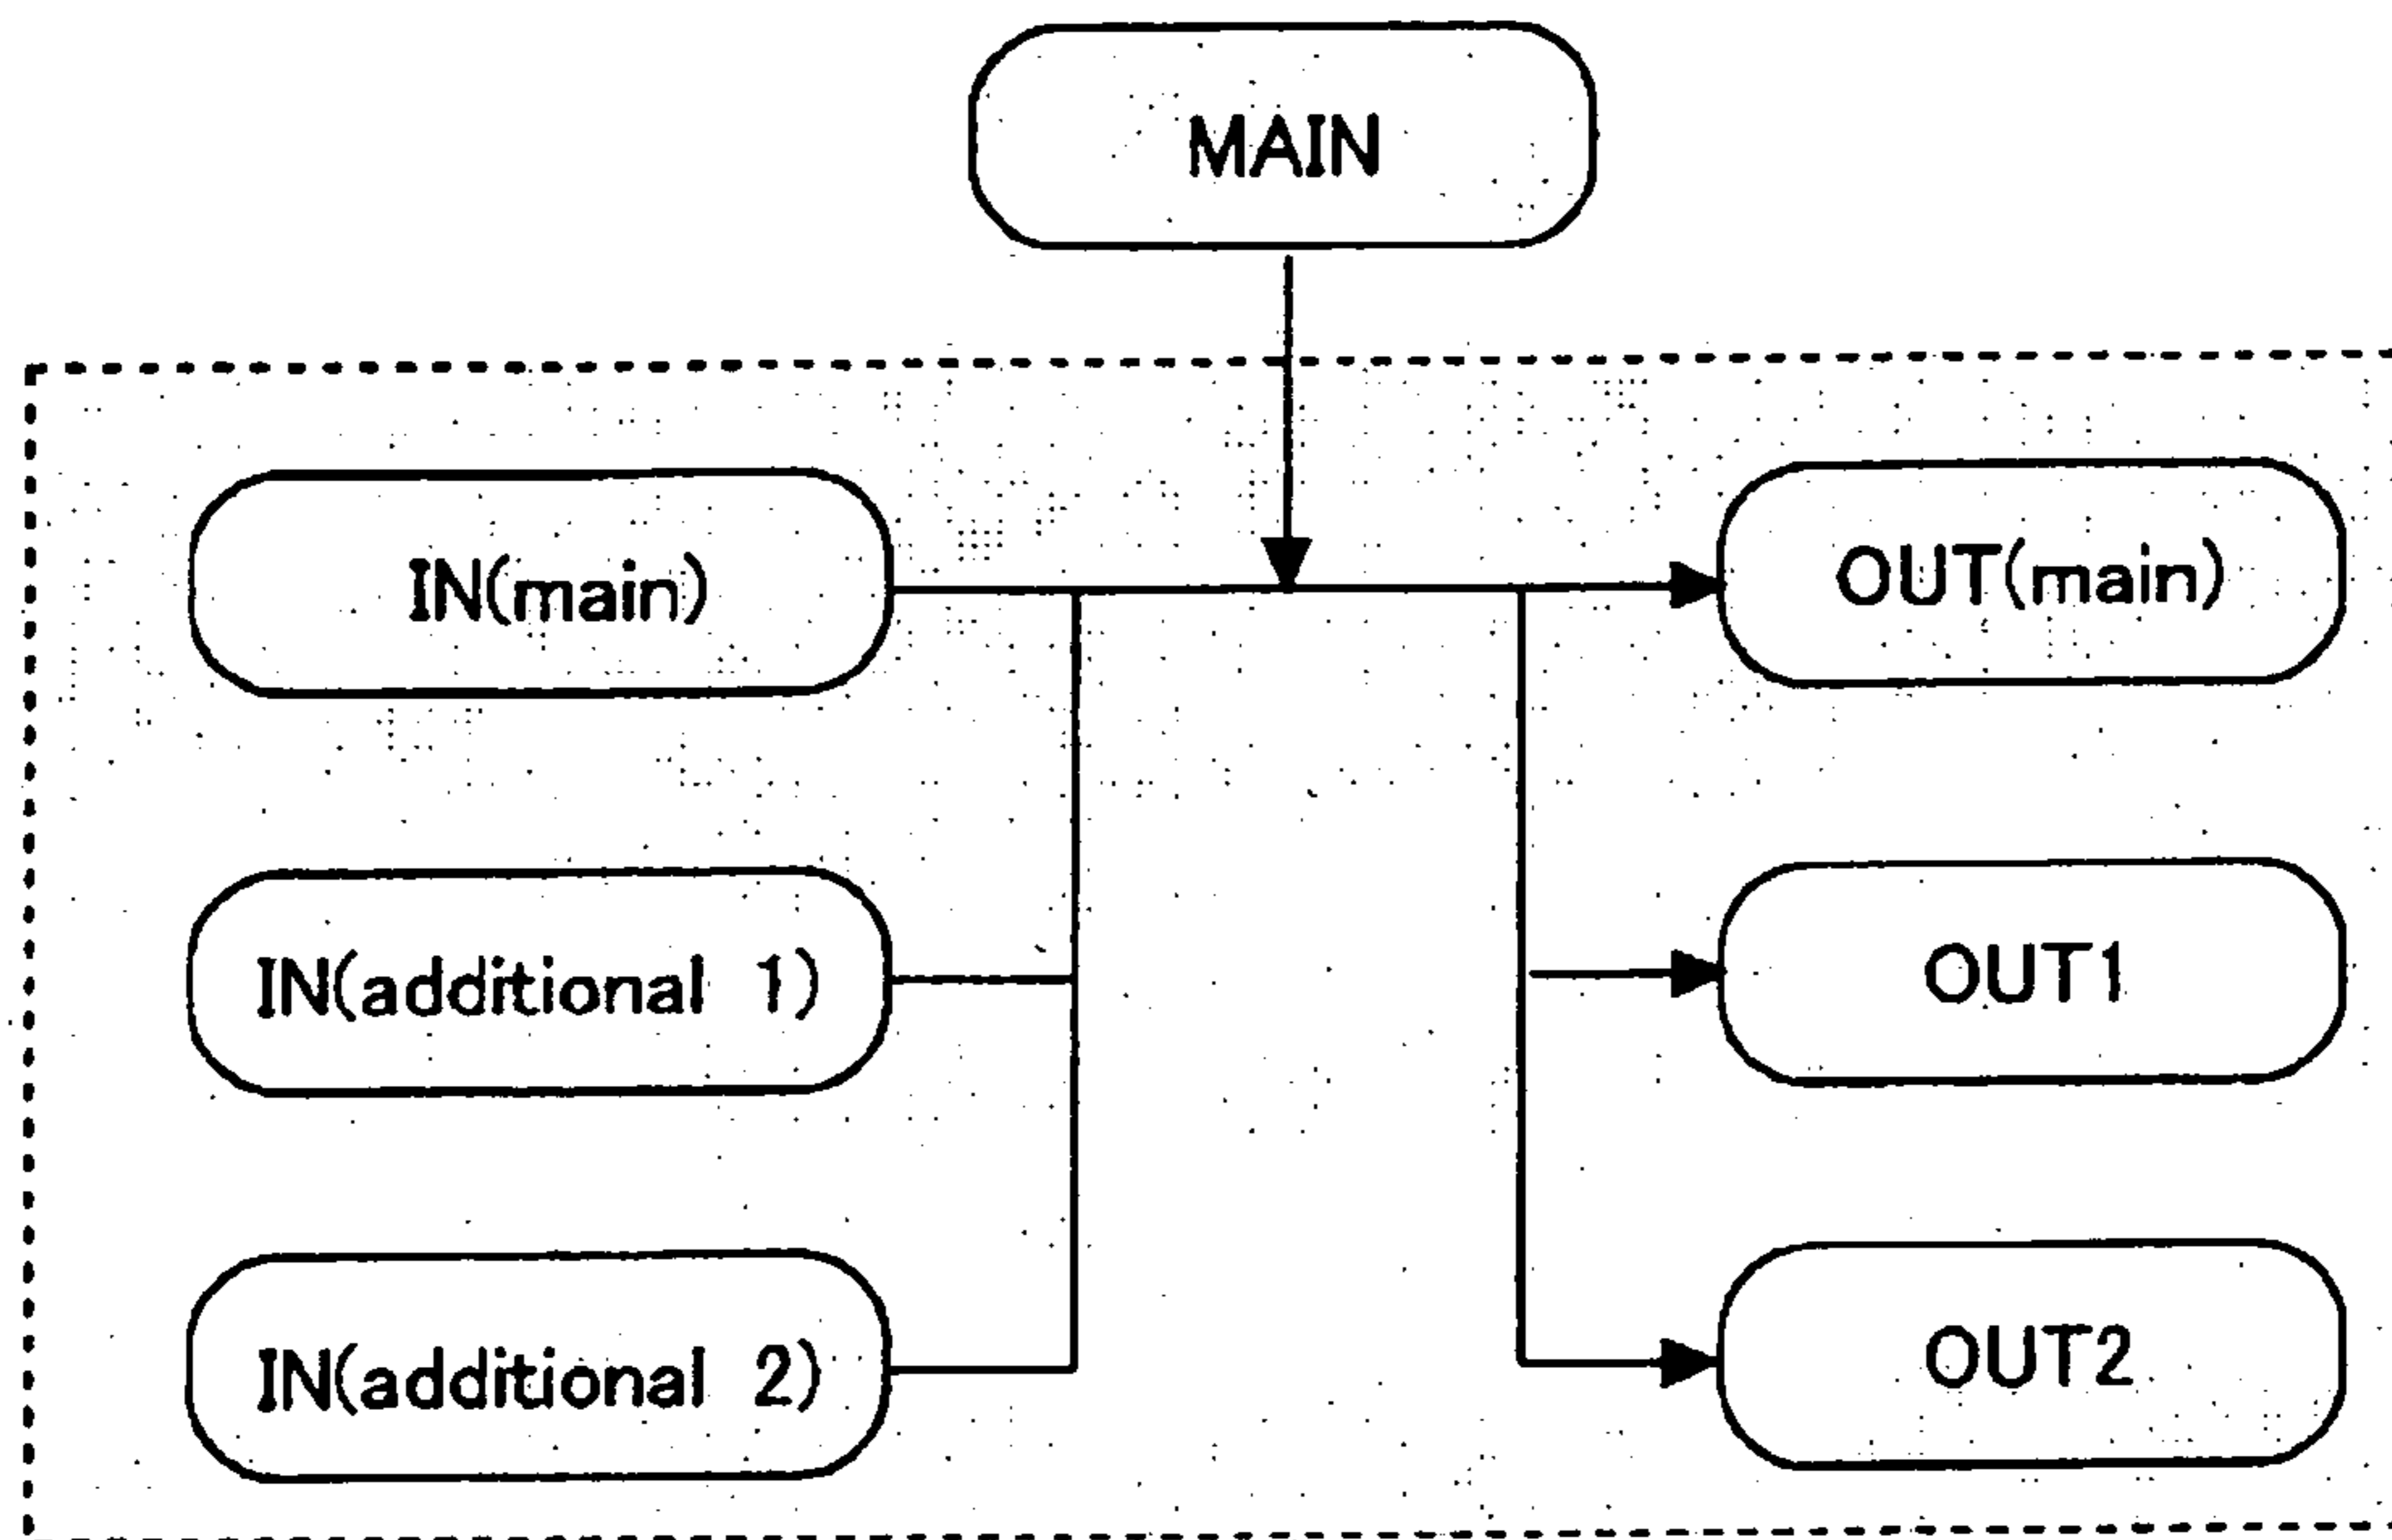 MAIN
IN(main)
OUT(main)
IN(additional 1)
OUT1
IN(additional 2)
OUT2